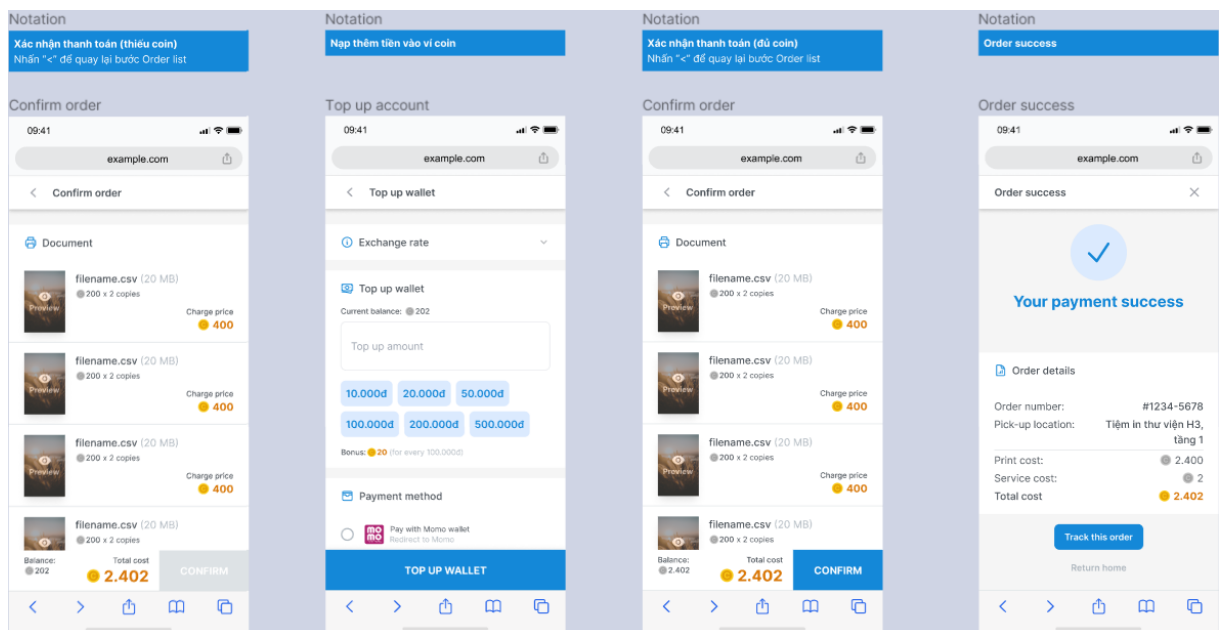 Notation
Xác nhận thanh toán (thiếu coin)
Nhấn "<" để quay lại bước Order list
Confirm order
09:41
example.com
Confirm order
Document
filename.csv (20 MB)
200 x 2 copies
Preview
Charge price
400
filename.csv (20 MB)
200 x 2 copies
Preview
Charge price
400
filename.csv (20 MB)
200 x 2 copies
Preview
Charge price
400
filename.csv (20 MB)
200 x 2 copies
Balance:
202
Total cost
2.402
CONFIRM
Notation
Nạp thêm tiền vào ví coin
Top up account
09:41
example.com
Top up wallet
Exchange rate
Top up wallet
Current balance: 202
Top up amount
10.000đ 20.000đ 50.000đ
100.000đ 200.000đ 500.000đ
Bonus: 20 (for every 100.000đ)
Payment method
mo
mo
Pay with Momo wallet
Redirect to Momo
TOP UP WALLET
Notation
Xác nhận thanh toán (đủ coin)
Nhấn "<" để quay lại bước Order list
Confirm order
09:41
example.com
Confirm order
Document
filename.csv (20 MB)
200 x 2 copies
Preview
Charge price
400
filename.csv (20 MB)
200 x 2 copies
Preview
Charge price
400
filename.csv (20 MB)
200 x 2 copies
Preview
Charge price
400
filename.csv (20 MB)
200 x 2 copies
Balance:
2.402
Total cost
2.402
CONFIRM
Notation
Order success
Order success
09:41
example.com
Order success
Your payment success
Order details
Order number: #1234-5678
Pick-up location: Tiệm in thư viện H3,
tầng 1
Print cost: 2.400
Service cost: 2
Total cost 2.402
Track this order
Return home